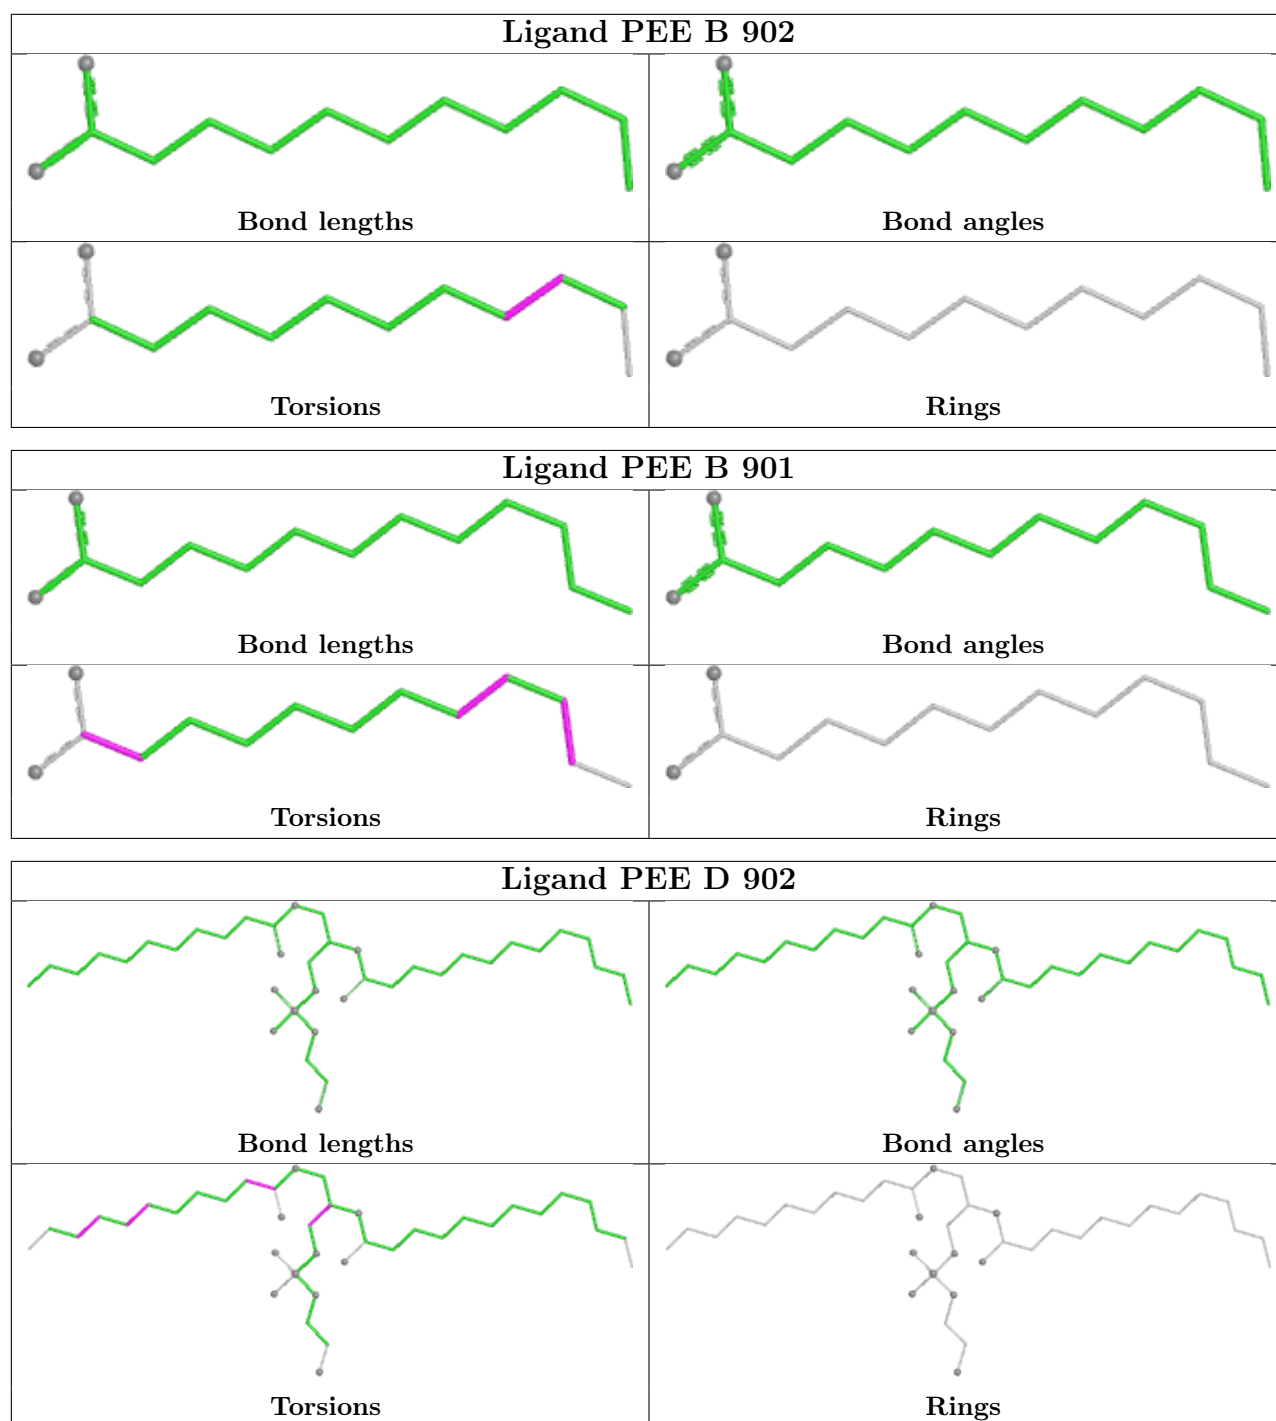 Ligand PEE B 902
Bond lengths
Bond angles
Torsions
Rings
Ligand PEE B 901
Bond lengths
Bond angles
Torsions
Rings
Ligand PEE D 902
Bond lengths
Bond angles
Torsions
Rings